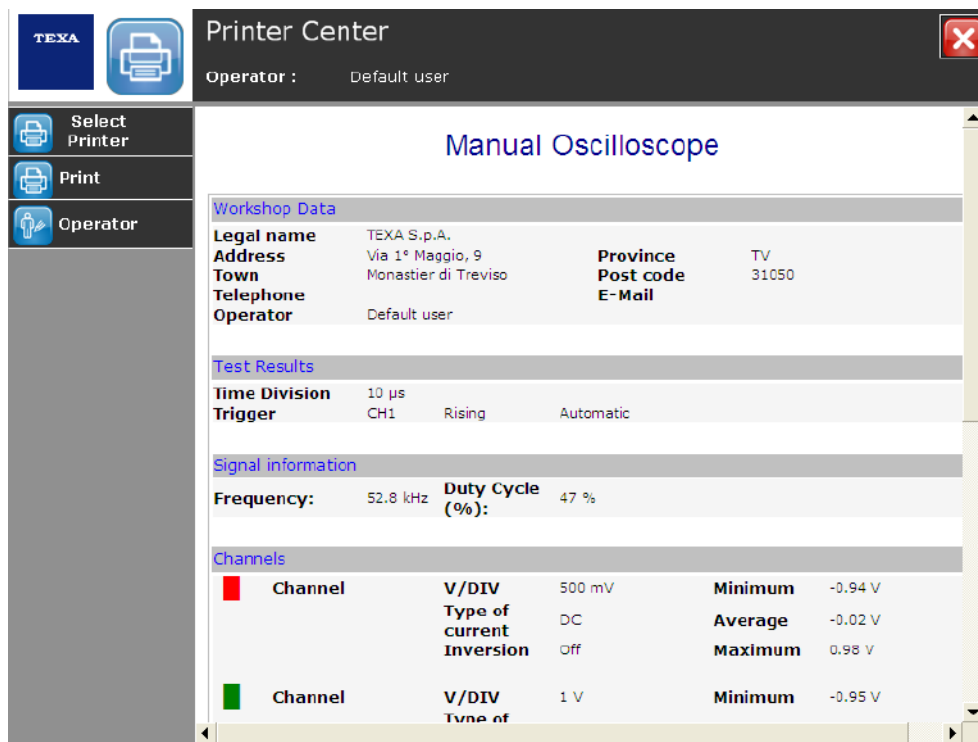 TEXA
Printer Center
Operator : Default user
Select
Printer
Print
Operator
Manual Oscilloscope
Workshop Data
Legal name TEXA S.p.A.
Address Via 1° Maggio, 9 Province TV
Town Monastier di Treviso Post code 31050
Telephone E-Mail
Operator Default user
Test Results
Time Division 10 µs
Trigger CH1 Rising Automatic
Signal information
Frequency: 52.8 kHz Duty Cycle (%): 47 %
Channels
Channel V/DIV 500 mV Minimum -0.94 V
Type of current DC Average -0.02 V
Inversion Off Maximum 0.98 V
Channel V/DIV 1 V Minimum -0.95 V
Type of